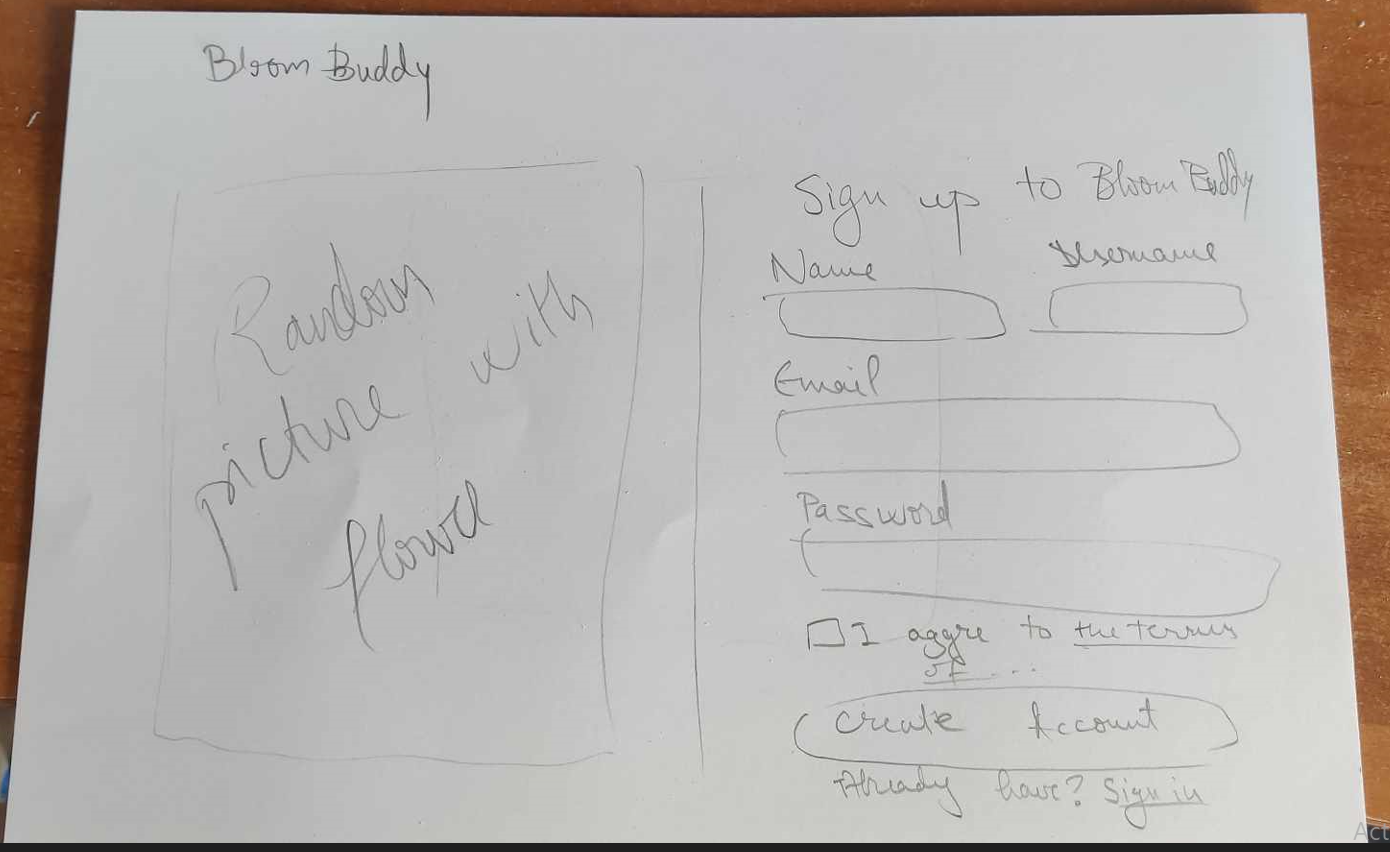 Bloom Buddy
Random
picture with
flower
Sign up to Bloom Buddy
Name
Username
Email
Password
I aggre to the terms
of ...
Create Account
Already have? Sign in
Act